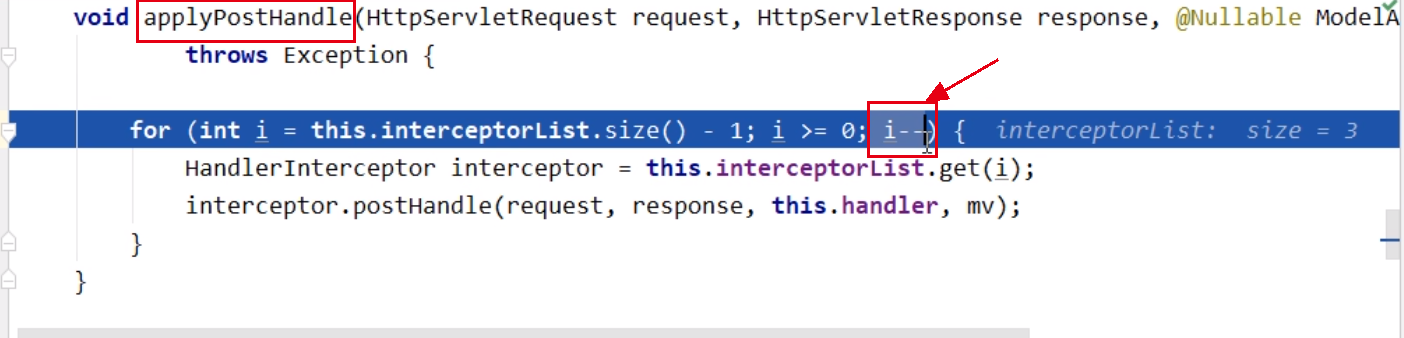 void applyPostHandle(HttpServletRequest request, HttpServletResponse response, @Nullable ModelA
throws Exception {
for (int i = this.interceptorList.size() - 1; i >= 0; i--) { interceptorList: size = 3
HandlerInterceptor interceptor = this.interceptorList.get(i);
interceptor.postHandle(request, response, this.handler, mv);
}
}